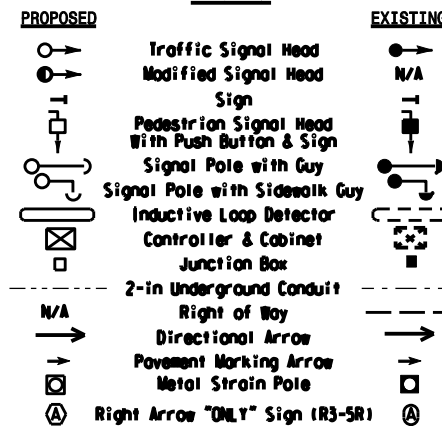 PROPOSED EXISTING
Traffic Signal Head
Modified Signal Head N/A
Sign
Pedestrian Signal Head
With Push Button & Sign
Signal Pole with Guy
Signal Pole with Sidewalk Guy
Inductive Loop Detector
Controller & Cabinet
Junction Box
2-in Underground Conduit
N/A Right of Way
Directional Arrow
Pavement Marking Arrow
Metal Strain Pole
A Right Arrow "ONLY" Sign (R3-5R) A